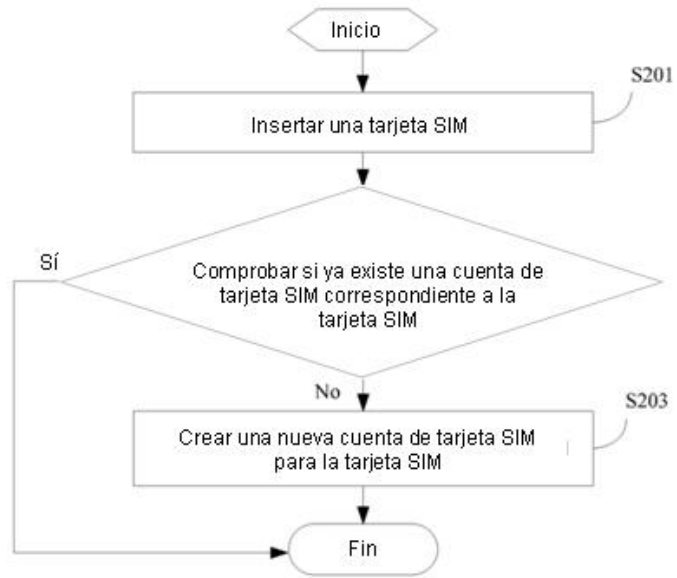 Inicio
S201
Insertar una tarjeta SIM
Sí
Comprobar si ya existe una cuenta de
tarjeta SIM correspondiente a la
tarjeta SIM
No
S203
Crear una nueva cuenta de tarjeta SIM
para la tarjeta SIM
Fin